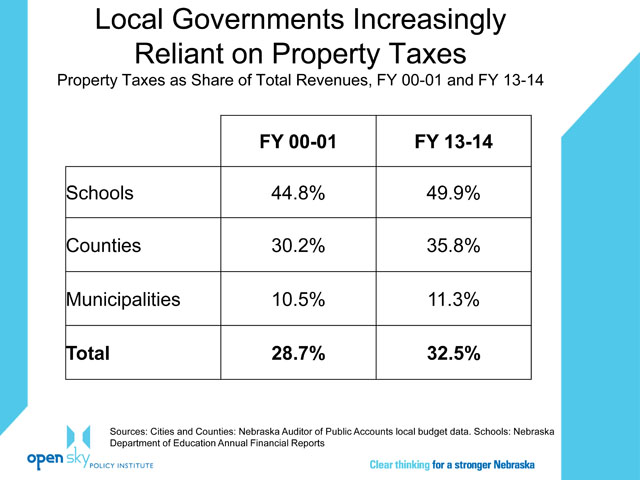 Local Governments Increasingly
Reliant on Property Taxes
Property Taxes as Share of Total Revenues, FY 00-01 and FY 13-14
FY 00-01 FY 13-14
Schools 44.8% 49.9%
Counties 30.2% 35.8%
Municipalities 10.5% 11.3%
Total 28.7% 32.5%
Sources: Cities and Counties: Nebraska Auditor of Public Accounts local budget data. Schools: Nebraska
Department of Education Annual Financial Reports
open sky POLICY INSTITUTE
Clear thinking for a stronger Nebraska